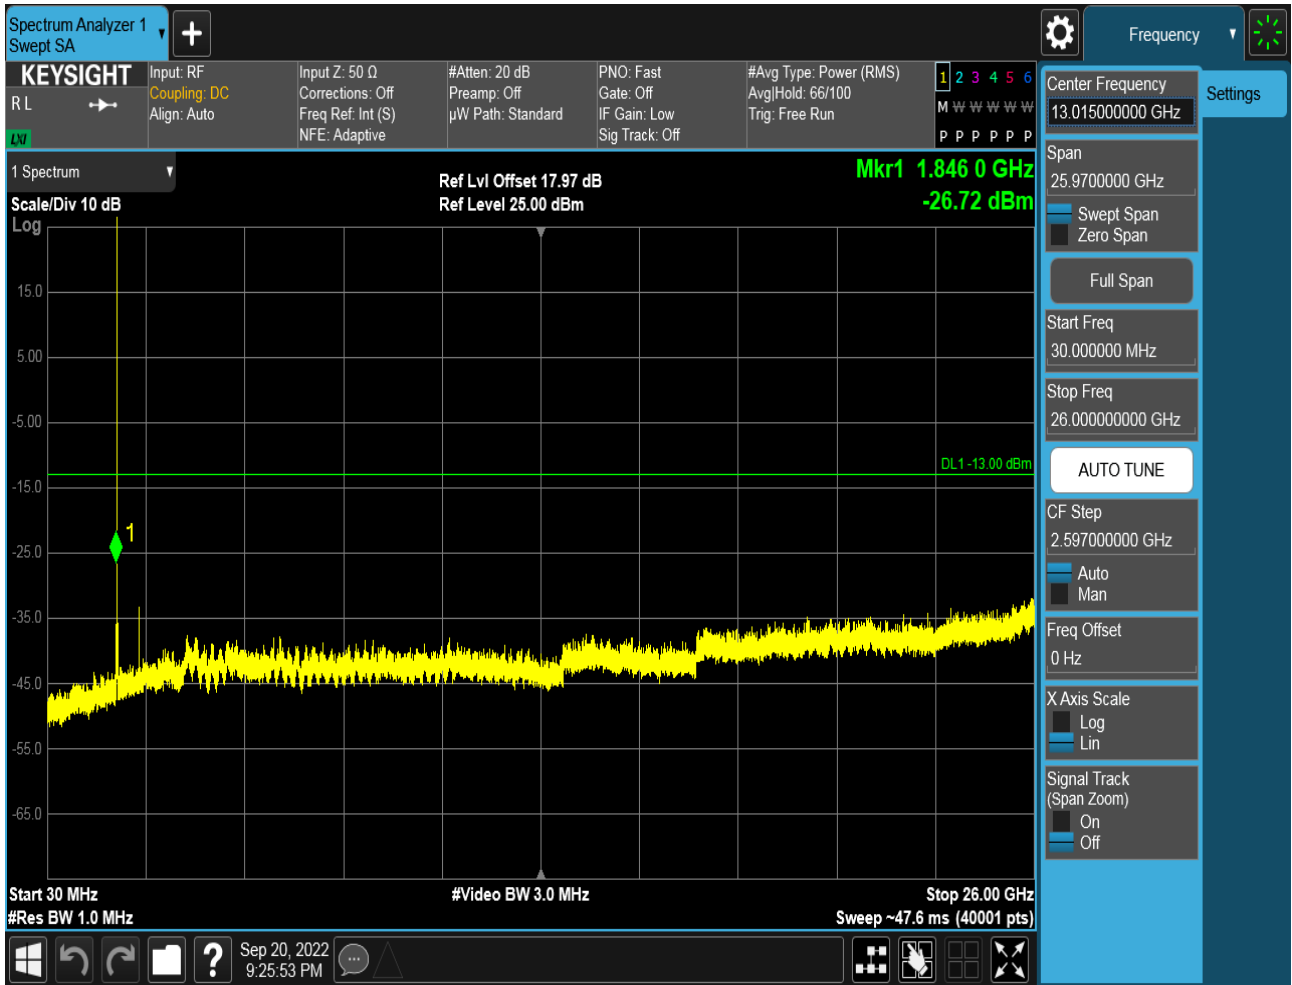 Spectrum Analyzer 1
Swept SA
Frequency
KEYSIGHT
R L
LXI
Input: RF
Coupling: DC
Align: Auto
Input Z: 50 Ω
Corrections: Off
Freq Ref: Int (S)
NFE: Adaptive
#Atten: 20 dB
Preamp: Off
µW Path: Standard
PNO: Fast
Gate: Off
IF Gain: Low
Sig Track: Off
#Avg Type: Power (RMS)
Avg|Hold: 66/100
Trig: Free Run
1 2 3 4 5 6
M W W W W W
P P P P P P
1 Spectrum
Scale/Div 10 dB
Log
Ref Lvl Offset 17.97 dB
Ref Level 25.00 dBm
Mkr1 1.846 0 GHz
-26.72 dBm
15.0
5.00
-5.00
DL1 -13.00 dBm
-15.0
1
-25.0
-35.0
-45.0
-55.0
-65.0
Start 30 MHz
#Res BW 1.0 MHz
#Video BW 3.0 MHz
Stop 26.00 GHz
Sweep ~47.6 ms (40001 pts)
Sep 20, 2022
9:25:53 PM
Center Frequency
13.015000000 GHz
Settings
Span
25.9700000 GHz
Swept Span
Zero Span
Full Span
Start Freq
30.000000 MHz
Stop Freq
26.000000000 GHz
AUTO TUNE
CF Step
2.597000000 GHz
Auto
Man
Freq Offset
0 Hz
X Axis Scale
Log
Lin
Signal Track
(Span Zoom)
On
Off